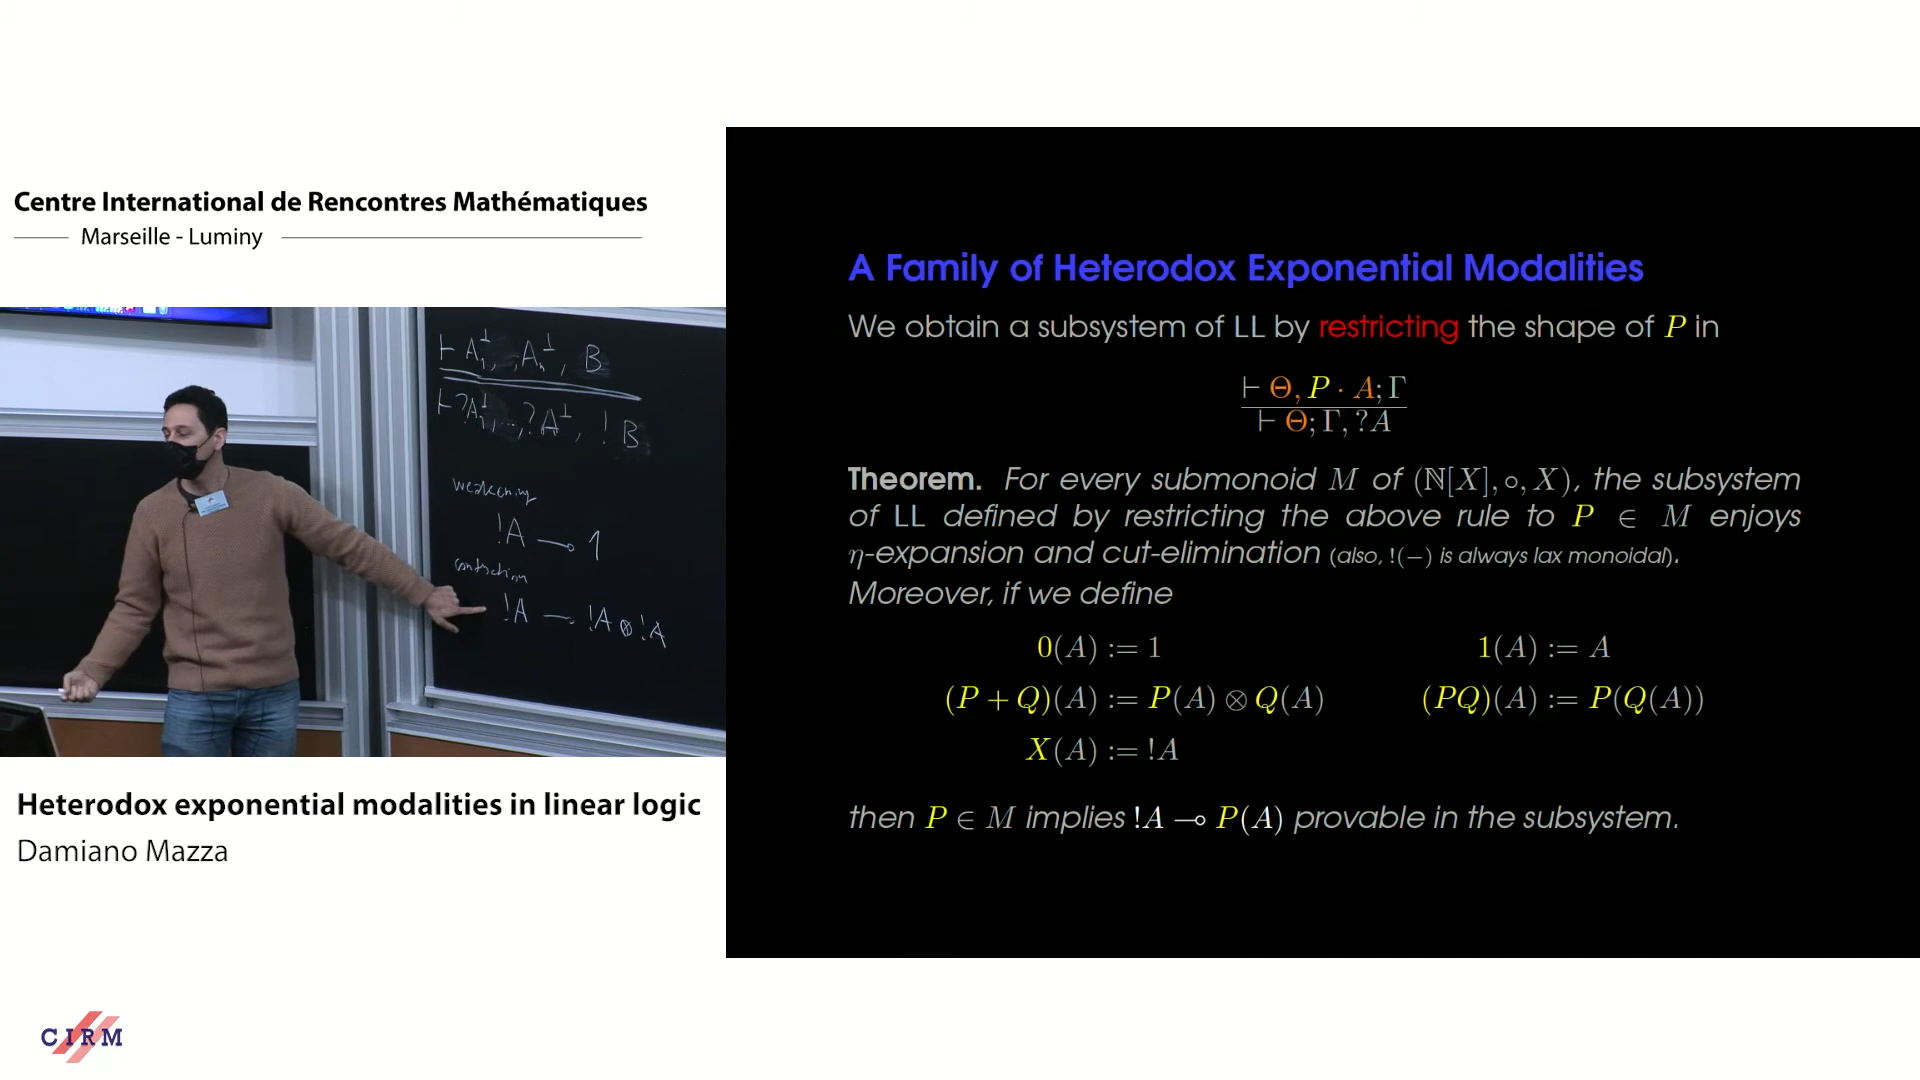 Centre International de Rencontres Mathématiques
Marseille - Luminy
⊢ A₁^⊥, , Aₙ^⊥, B
⊢ ?A₁^⊥, ..., ?A^⊥, ! B
weakening
!A ⊸ 1
contraction
!A ⊸ !A ⊗ !A
Heterodox exponential modalities in linear logic
Damiano Mazza
CIRM
A Family of Heterodox Exponential Modalities
We obtain a subsystem of LL by restricting the shape of P in
⊢ Θ, P · A; Γ
⊢ Θ; Γ, ?A
Theorem. For every submonoid M of (ℕ[X], ∘, X), the subsystem
of LL defined by restricting the above rule to P ∈ M enjoys
η-expansion and cut-elimination (also, !(−) is always lax monoidal).
Moreover, if we define
0(A) := 1 1(A) := A
(P + Q)(A) := P(A) ⊗ Q(A) (PQ)(A) := P(Q(A))
X(A) := !A
then P ∈ M implies !A ⊸ P(A) provable in the subsystem.